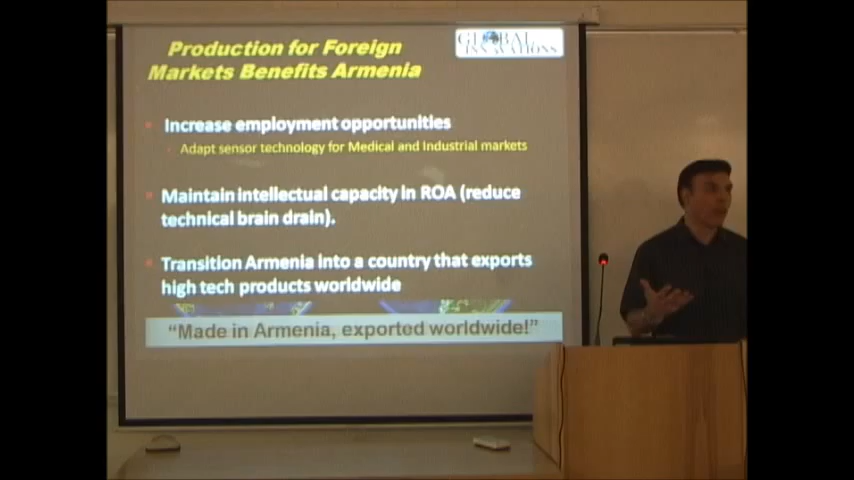 Production for Foreign
Markets Benefits Armenia
GLOBAL
INNOVATIONS
Increase employment opportunities
Adapt sensor technology for Medical and Industrial markets
Maintain intellectual capacity in ROA (reduce
technical brain drain).
Transition Armenia into a country that exports
high tech products worldwide
“Made in Armenia, exported worldwide!”